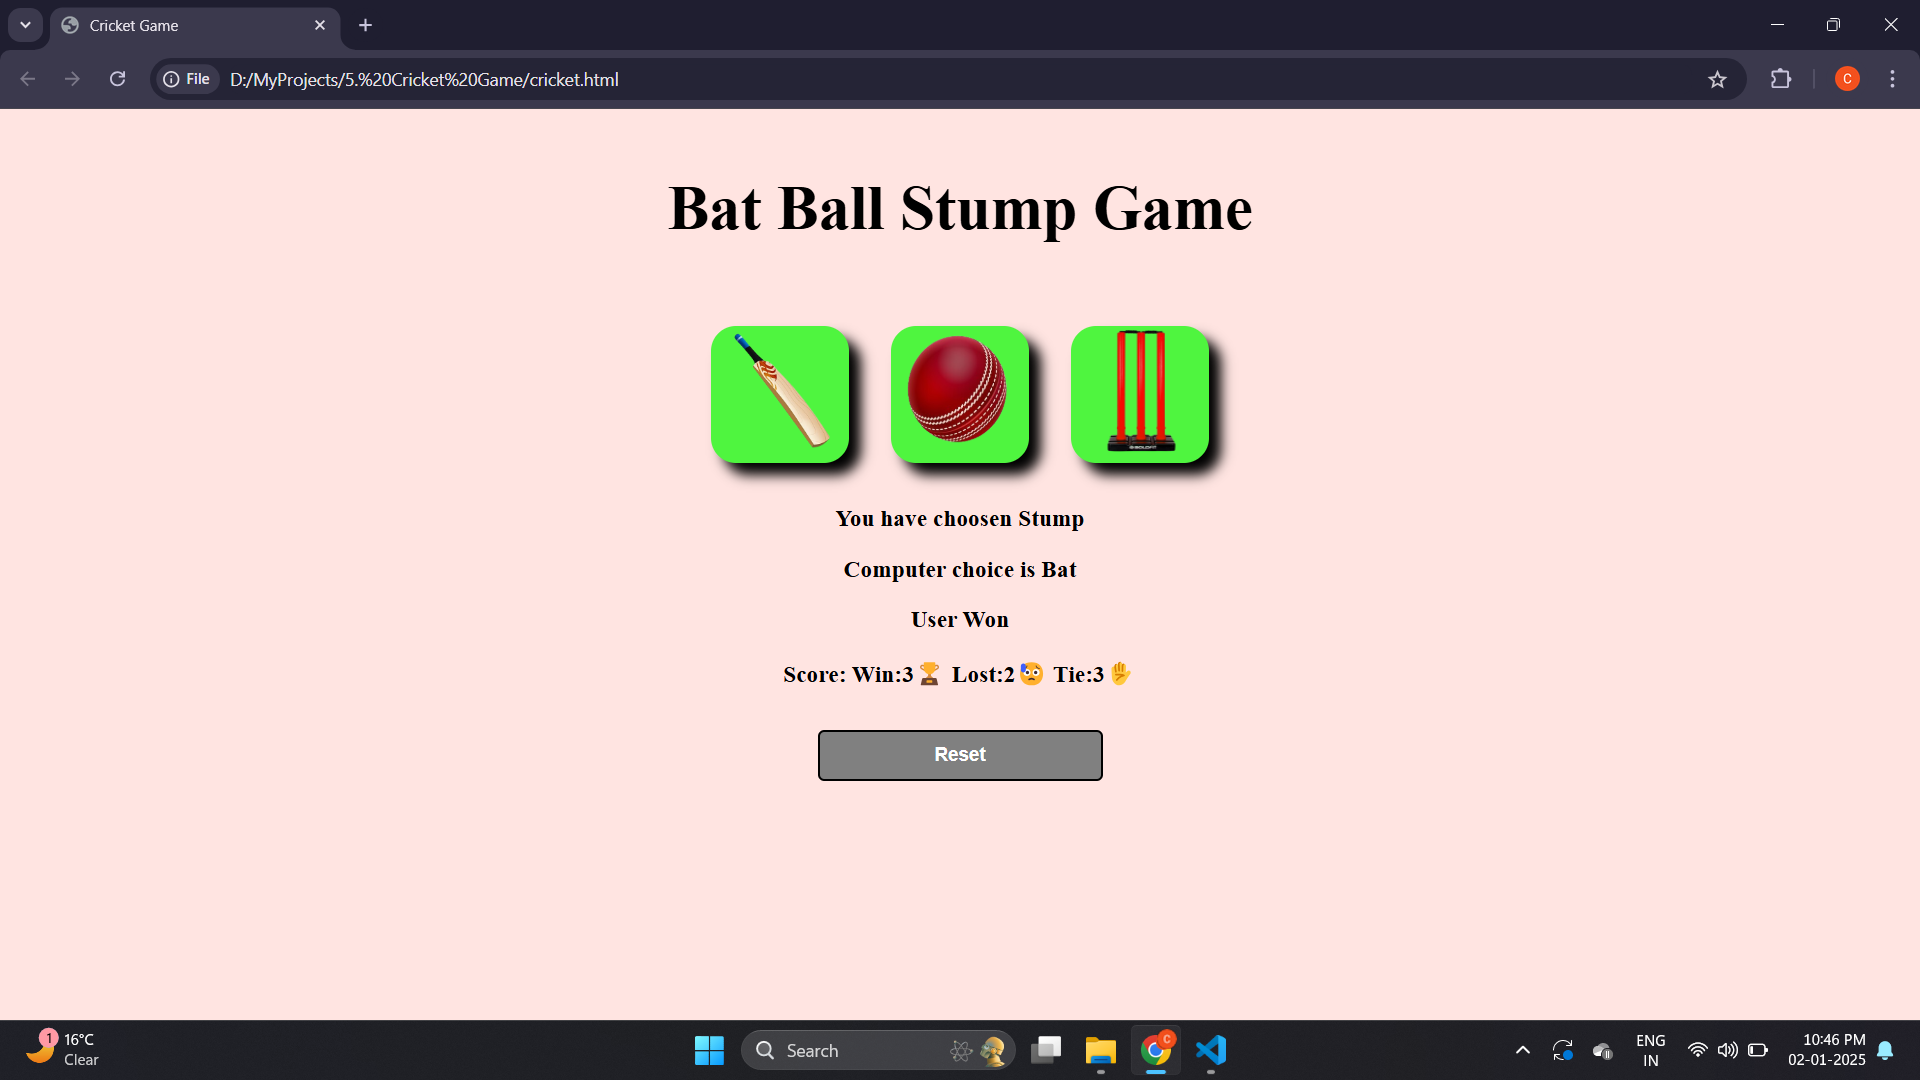 Cricket Game
File
D:/MyProjects/5.%20Cricket%20Game/cricket.html
C
Bat Ball Stump Game
You have choosen Stump
Computer choice is Bat
User Won
Score: Win:3🏆 Lost:2😰 Tie:3✋
Reset
1
16°C
Clear
Search
C
ENG
IN
10:46 PM
02-01-2025